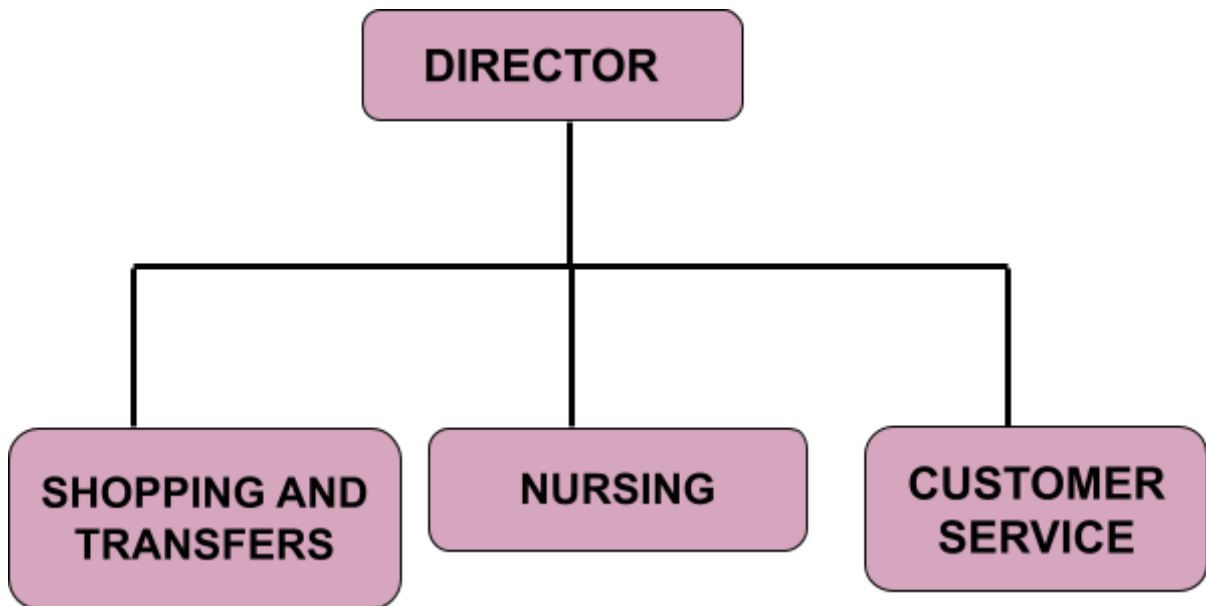 DIRECTOR
SHOPPING AND
TRANSFERS
NURSING
CUSTOMER
SERVICE